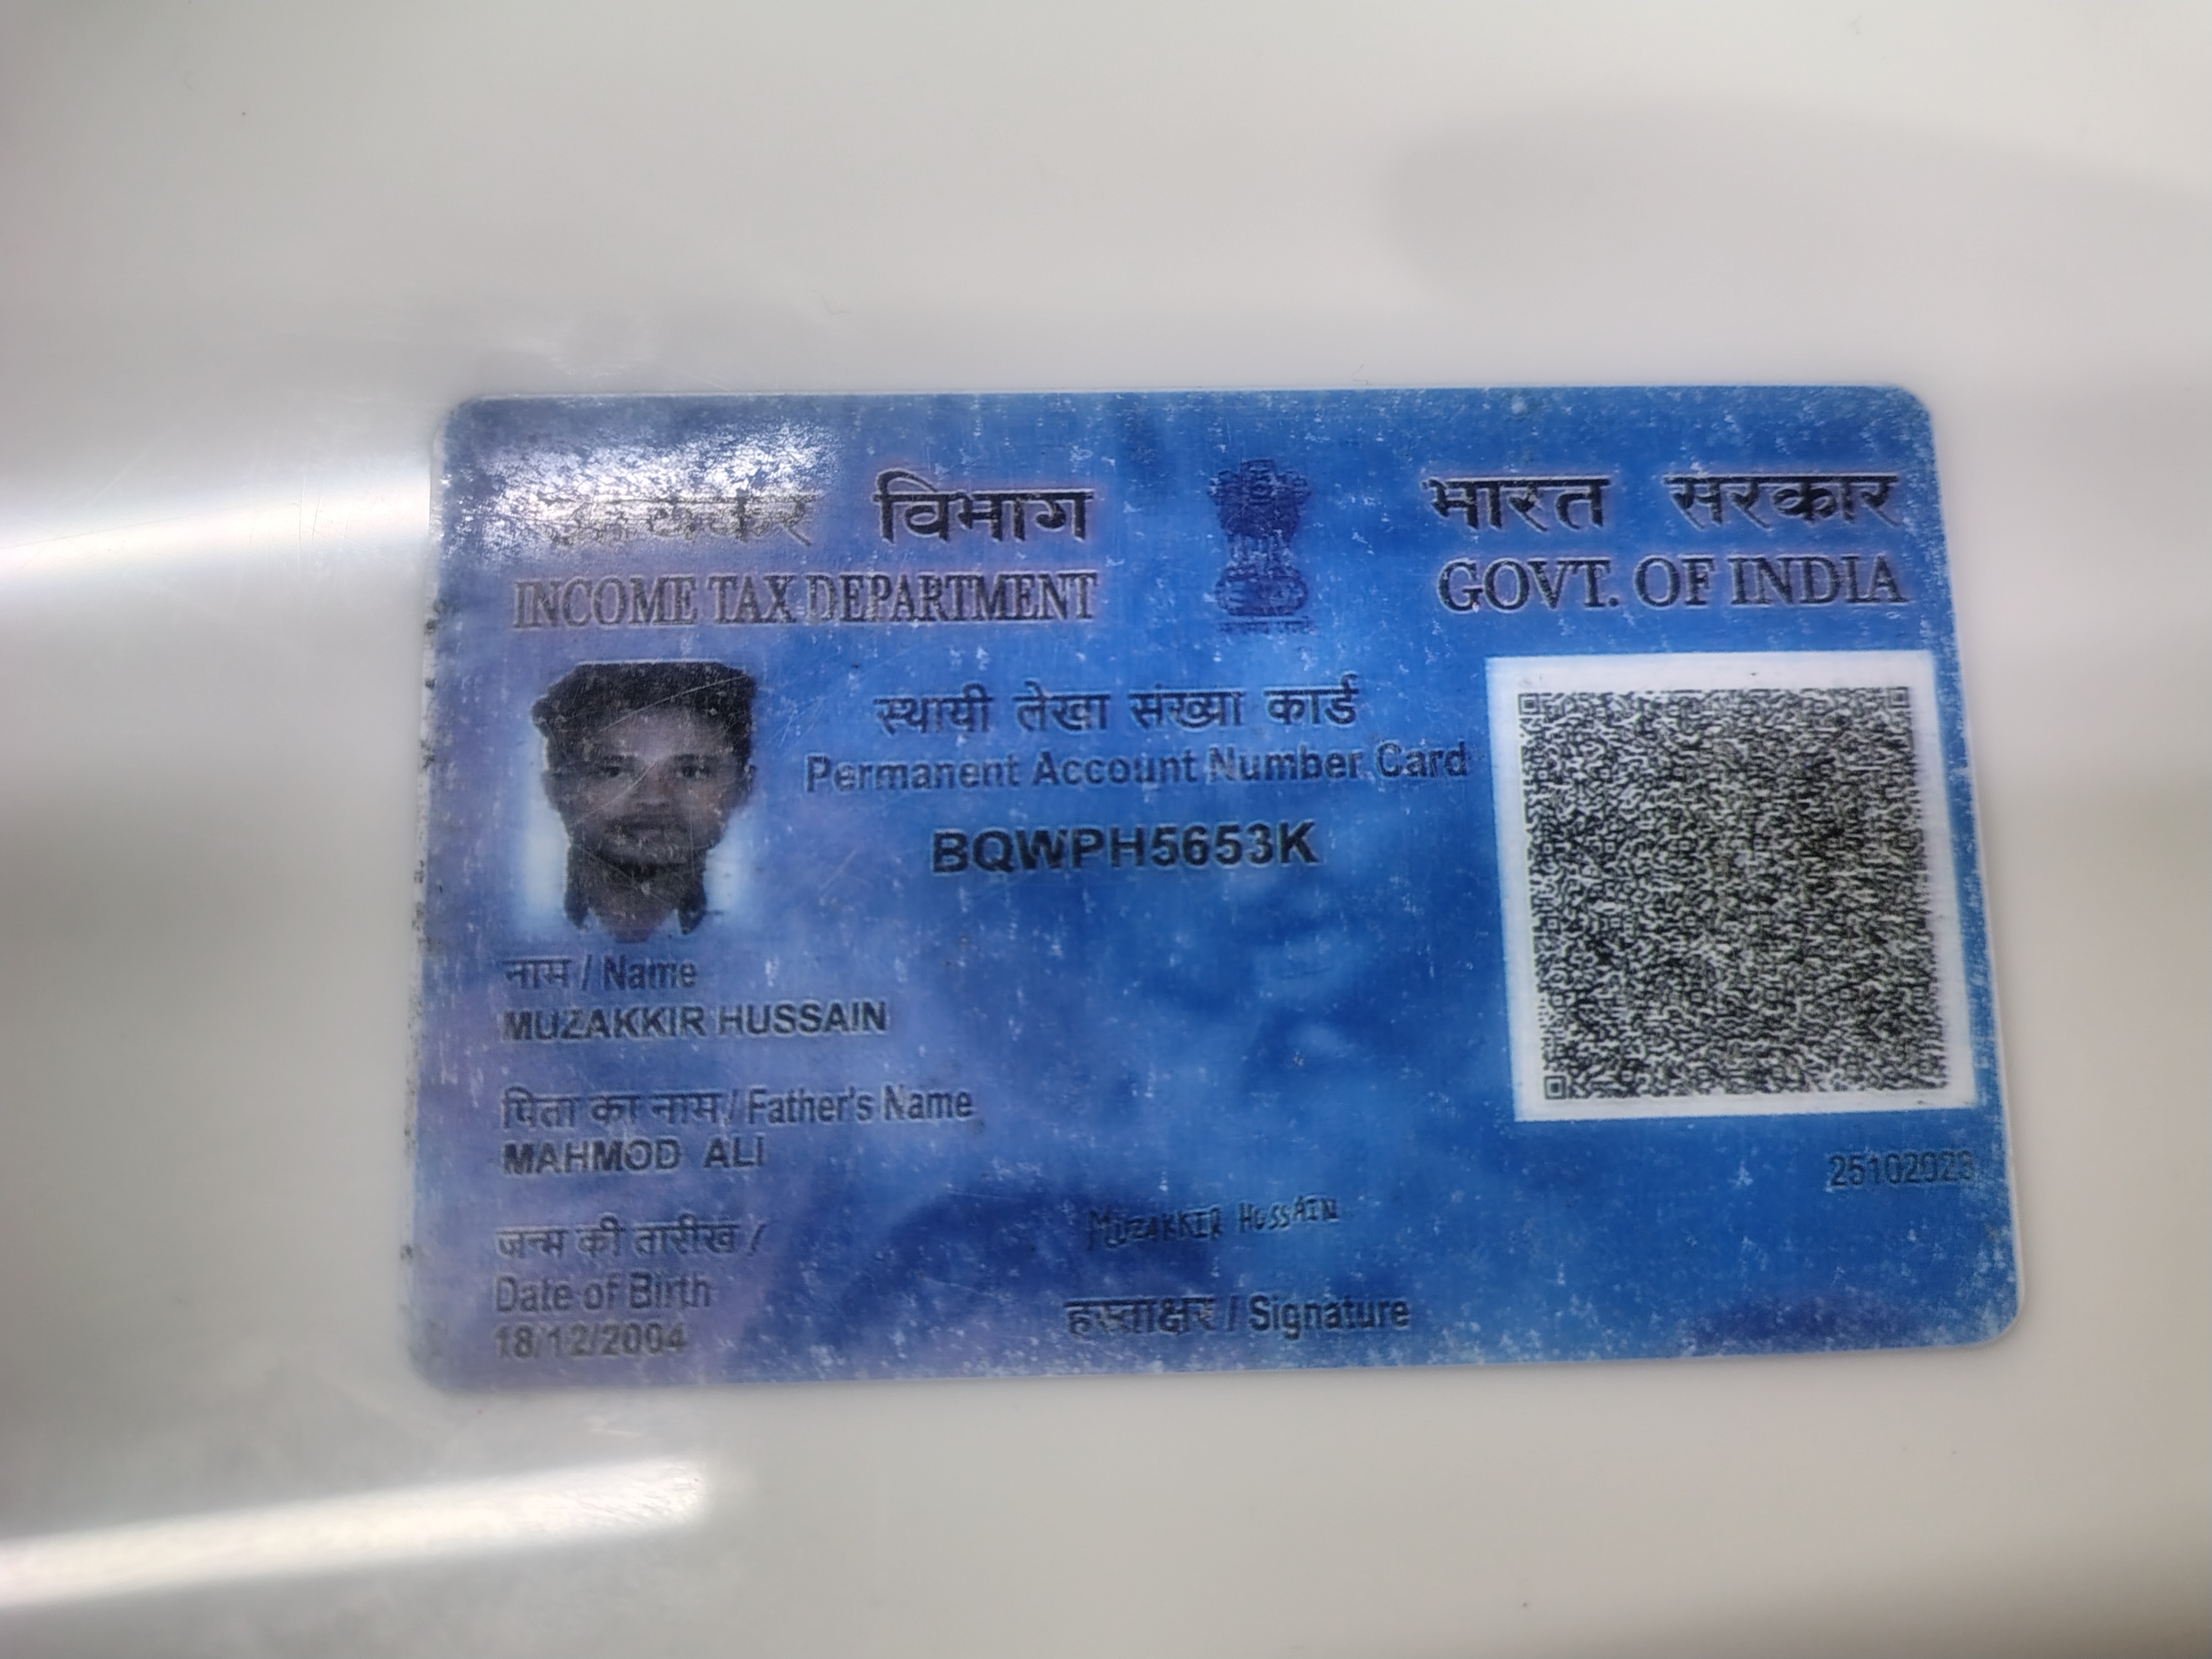 आयकर विभाग
INCOME TAX DEPARTMENT
भारत सरकार
GOVT. OF INDIA
स्थायी लेखा संख्या कार्ड
Permanent Account Number Card
BQWPH5653K
नाम / Name
MUZAKKIR HUSSAIN
पिता का नाम / Father's Name
MAHMOD ALI
जन्म की तारीख /
Date of Birth
18/12/2004
MUZAKKIR HUSSAIN
हस्ताक्षर / Signature